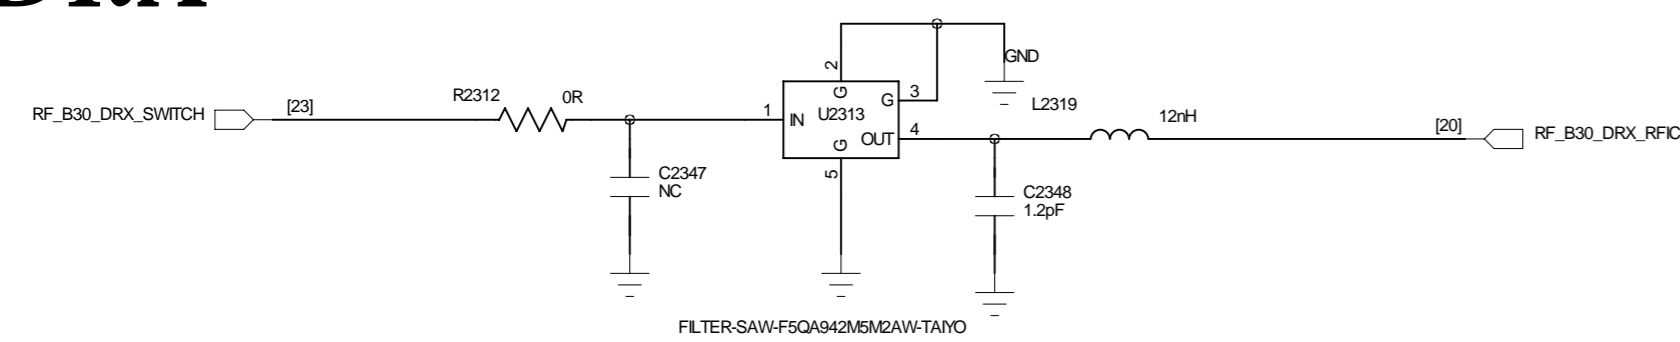 RF_B30_DRX_SWITCH
[23]
R2312
0R
C2347
NC
1
IN
U2313
2
G
G
3
OUT
4
G
5
GND
L2319
12nH
C2348
1.2pF
[20]
RF_B30_DRX_RFIC
FILTER-SAW-F5QA942M5M2AW-TAIYO